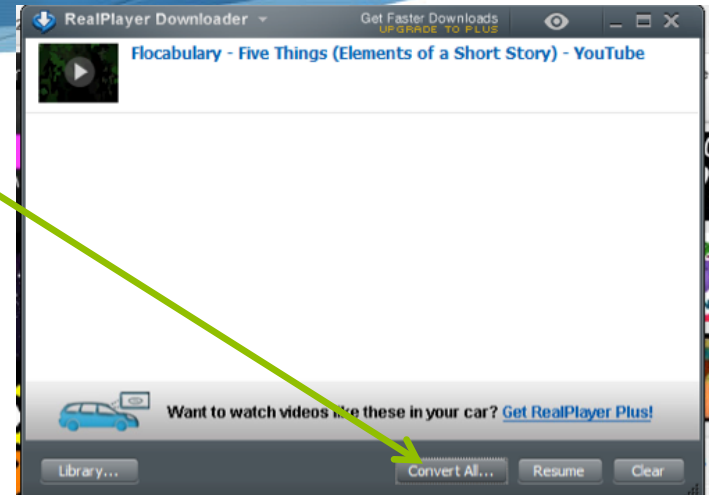 RealPlayer Downloader
Get Faster Downloads
UPGRADE TO PLUS
Flocabulary - Five Things (Elements of a Short Story) - YouTube
Want to watch videos like these in your car? Get RealPlayer Plus!
Library...
Convert All...
Resume
Clear